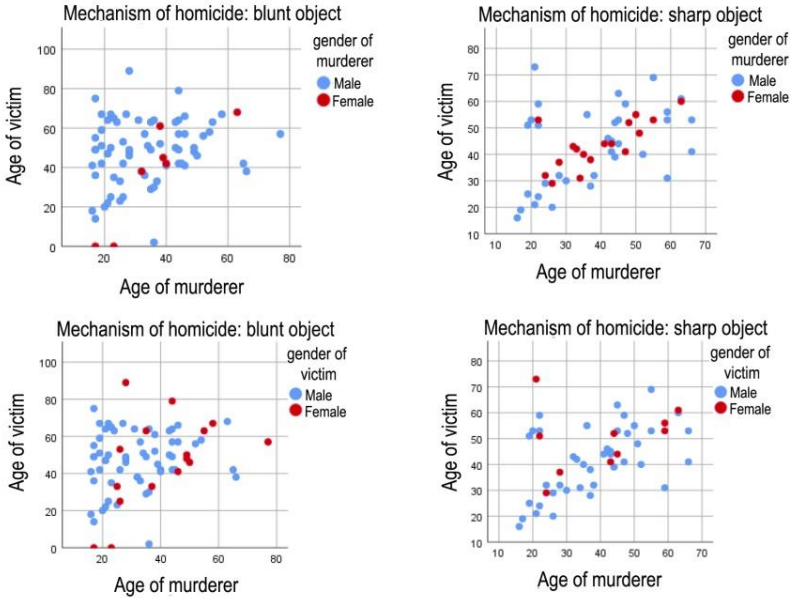 Mechanism of homicide: blunt object
gender of
murderer
Male
Female
Age of victim
100
80
60
40
20
0
20 40 60 80
Age of murderer
Mechanism of homicide: sharp object
gender of
murderer
Male
Female
Age of victim
80
70
60
50
40
30
20
10
10 20 30 40 50 60 70
Age of murderer
Mechanism of homicide: blunt object
gender of
victim
Male
Female
Age of victim
100
80
60
40
20
0
20 40 60 80
Age of murderer
Mechanism of homicide: sharp object
gender of
victim
Male
Female
Age of victim
80
70
60
50
40
30
20
10
10 20 30 40 50 60 70
Age of murderer